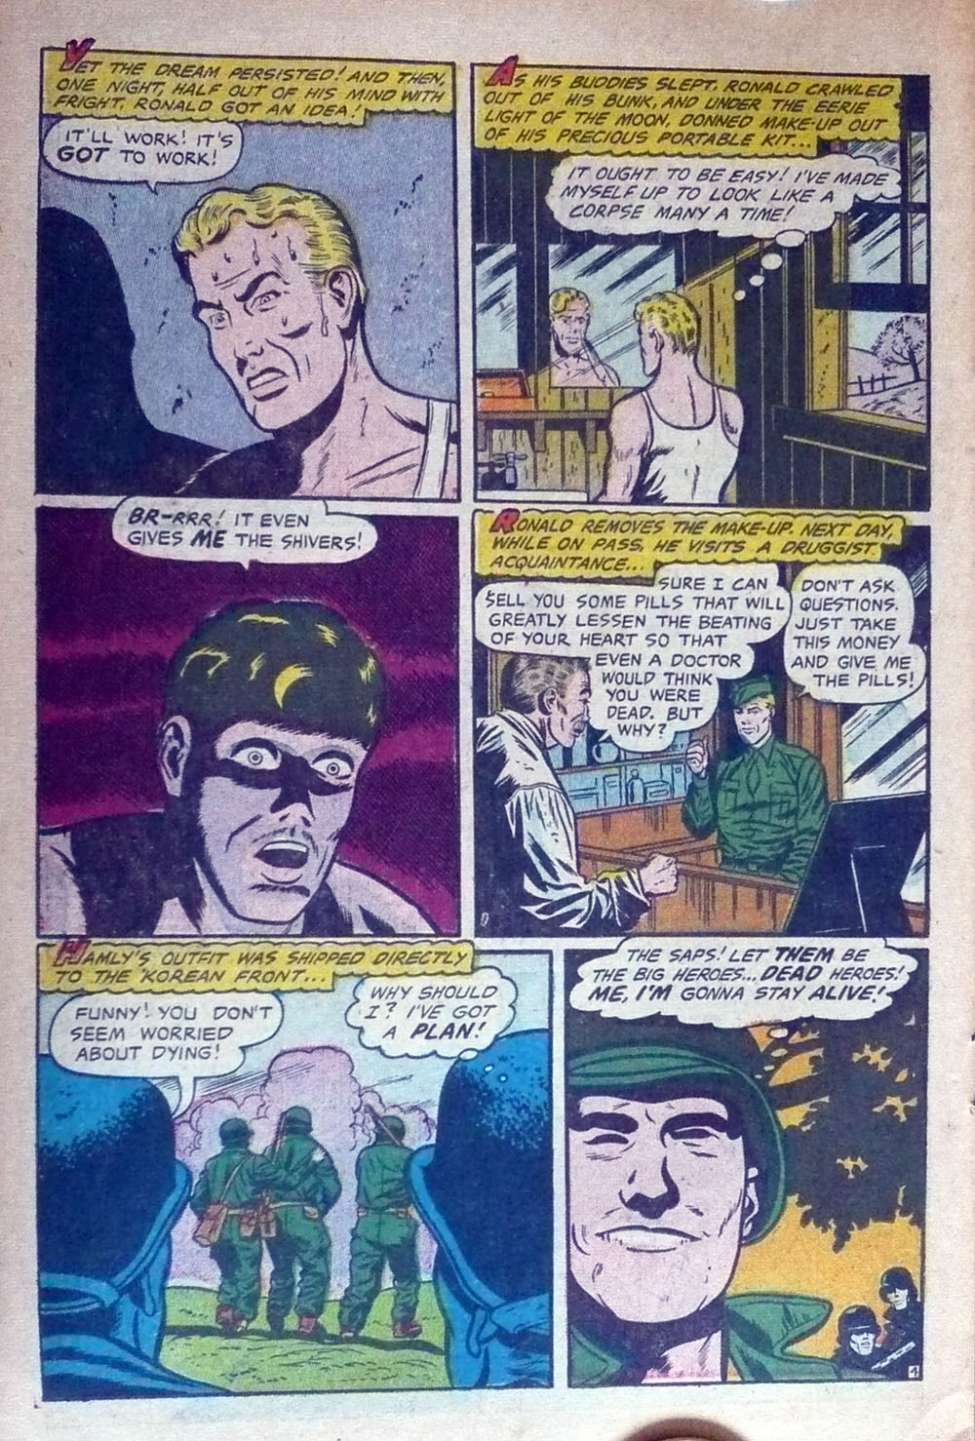 YET THE DREAM PERSISTED! AND THEN,
ONE NIGHT, HALF OUT OF HIS MIND WITH
FRIGHT, RONALD GOT AN IDEA!
IT'LL WORK! IT'S
GOT TO WORK!
AS HIS BUDDIES SLEPT, RONALD CRAWLED
OUT OF HIS BUNK, AND UNDER THE EERIE
LIGHT OF THE MOON, DONNED MAKE-UP OUT
OF HIS PRECIOUS PORTABLE KIT...
IT OUGHT TO BE EASY! I'VE MADE
MYSELF UP TO LOOK LIKE A
CORPSE MANY A TIME!
BR-RRR! IT EVEN
GIVES ME THE SHIVERS!
RONALD REMOVES THE MAKE-UP. NEXT DAY,
WHILE ON PASS, HE VISITS A DRUGGIST
ACQUAINTANCE...
SURE I CAN
SELL YOU SOME PILLS THAT WILL
GREATLY LESSEN THE BEATING
OF YOUR HEART SO THAT
EVEN A DOCTOR
WOULD THINK
YOU WERE
DEAD. BUT
WHY?
DON'T ASK
QUESTIONS.
JUST TAKE
THIS MONEY
AND GIVE ME
THE PILLS!
HAMLY'S OUTFIT WAS SHIPPED DIRECTLY
TO THE KOREAN FRONT...
FUNNY! YOU DON'T
SEEM WORRIED
ABOUT DYING!
WHY SHOULD
I? I'VE GOT
A PLAN!
THE SAPS! LET THEM BE
THE BIG HEROES... DEAD HEROES!
ME, I'M GONNA STAY ALIVE!
4